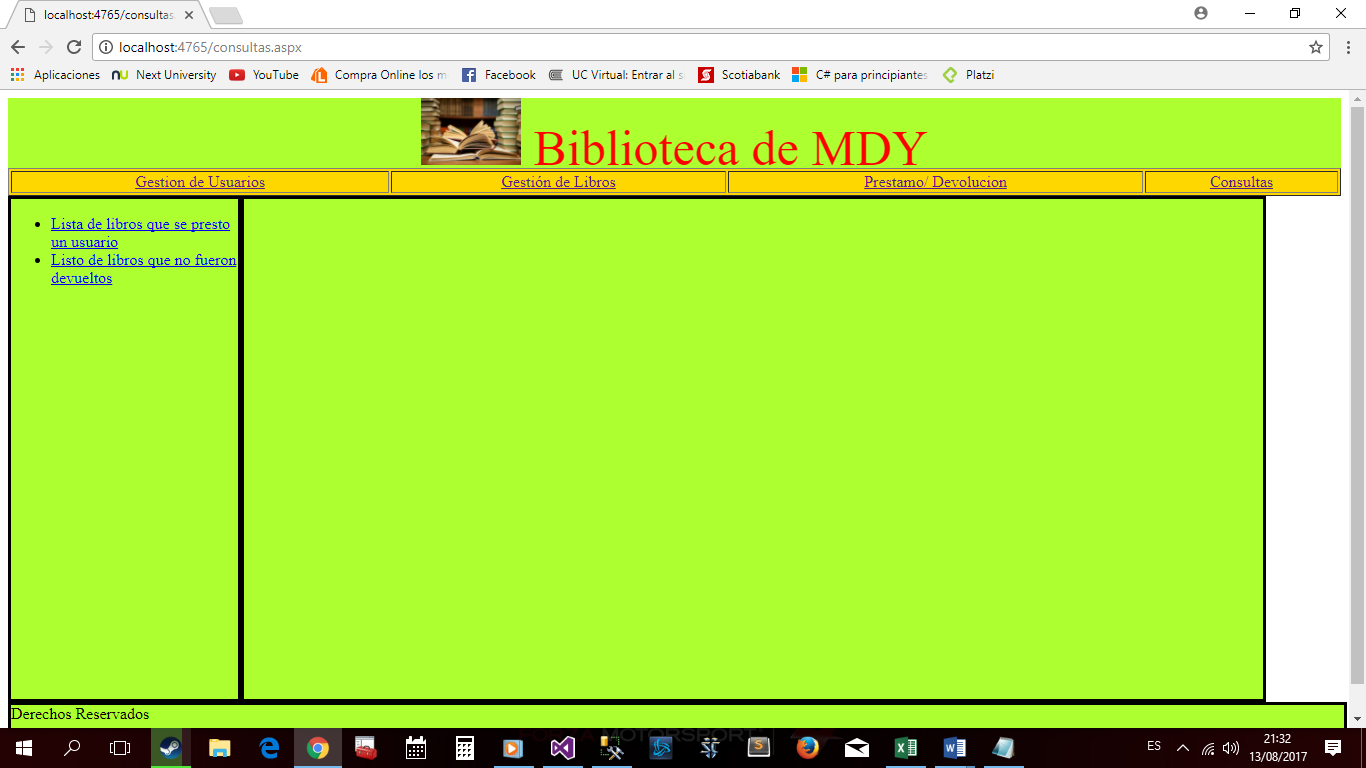 localhost:4765/consultas
localhost:4765/consultas.aspx
Aplicaciones Next University YouTube Compra Online los m Facebook UC Virtual: Entrar al s Scotiabank C# para principiantes Platzi
Biblioteca de MDY
Gestion de Usuarios Gestión de Libros Prestamo/ Devolucion Consultas
Lista de libros que se presto
un usuario
Listo de libros que no fueron
devueltos
Derechos Reservados
MOTORSPORT
ES 21:32
13/08/2017